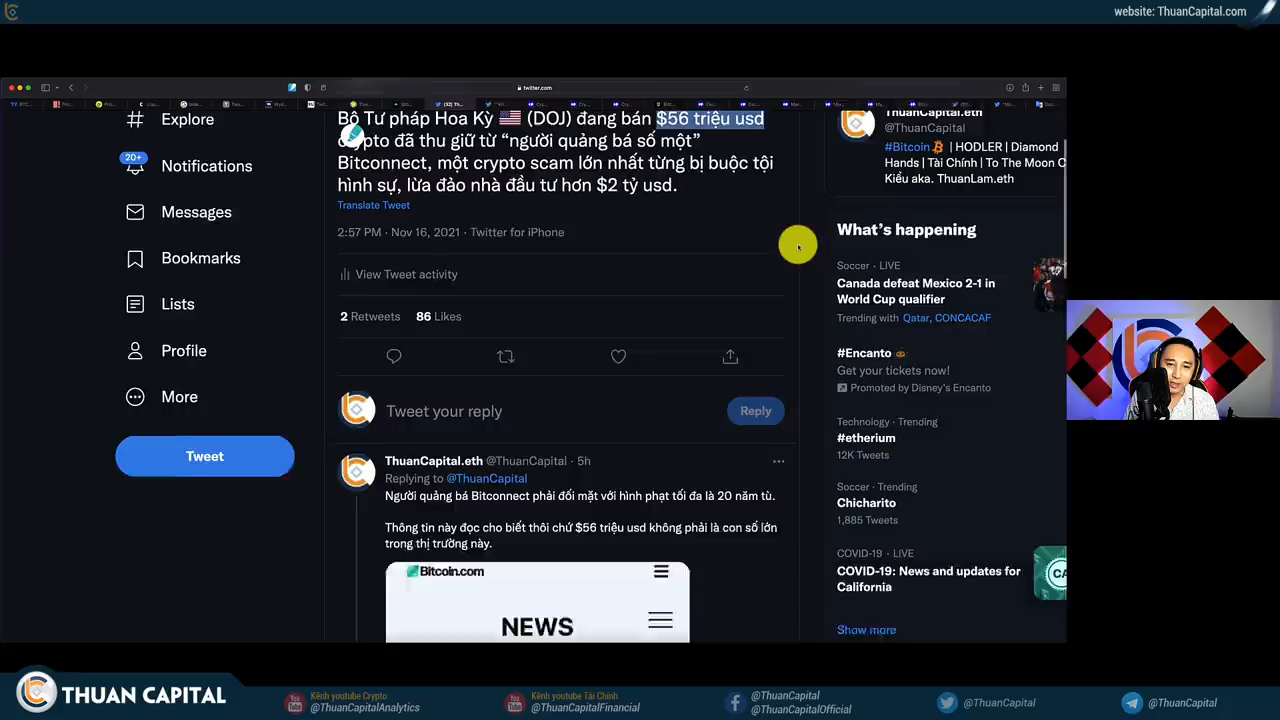 website: ThuanCapital.com
twitter.com
Explore
20+
Notifications
Messages
Bookmarks
Lists
Profile
More
Tweet
Bộ Tư pháp Hoa Kỳ 🇺🇸 (DOJ) đang bán $56 triệu usd
crypto đã thu giữ từ “người quảng bá số một”
Bitconnect, một crypto scam lớn nhất từng bị buộc tội
hình sự, lừa đảo nhà đầu tư hơn $2 tỷ usd.
Translate Tweet
2:57 PM · Nov 16, 2021 · Twitter for iPhone
View Tweet activity
2 Retweets 86 Likes
Tweet your reply
Reply
ThuanCapital.eth @ThuanCapital · 5h
Replying to @ThuanCapital
Người quảng bá Bitconnect phải đối mặt với hình phạt tối đa là 20 năm tù.
Thông tin này đọc cho biết thôi chứ $56 triệu usd không phải là con số lớn
trong thị trường này.
Bitcoin.com
NEWS
ThuanCapital.eth
@ThuanCapital
#Bitcoin | HODLER | Diamond
Hands | Tài Chính | To The Moon C
Kiều aka. ThuanLam.eth
What’s happening
Soccer · LIVE
Canada defeat Mexico 2-1 in
World Cup qualifier
Trending with Qatar, CONCACAF
#Encanto
Get your tickets now!
Promoted by Disney’s Encanto
Technology · Trending
#etherium
12K Tweets
Soccer · Trending
Chicharito
1,885 Tweets
COVID-19 · LIVE
COVID-19: News and updates for
California
CA
Show more
THUAN CAPITAL
Kênh youtube Crypto
@ThuanCapitalAnalytics
Kênh youtube Tài Chính
@ThuanCapitalFinancial
@ThuanCapital
@ThuanCapitalOfficial
@ThuanCapital
@ThuanCapital